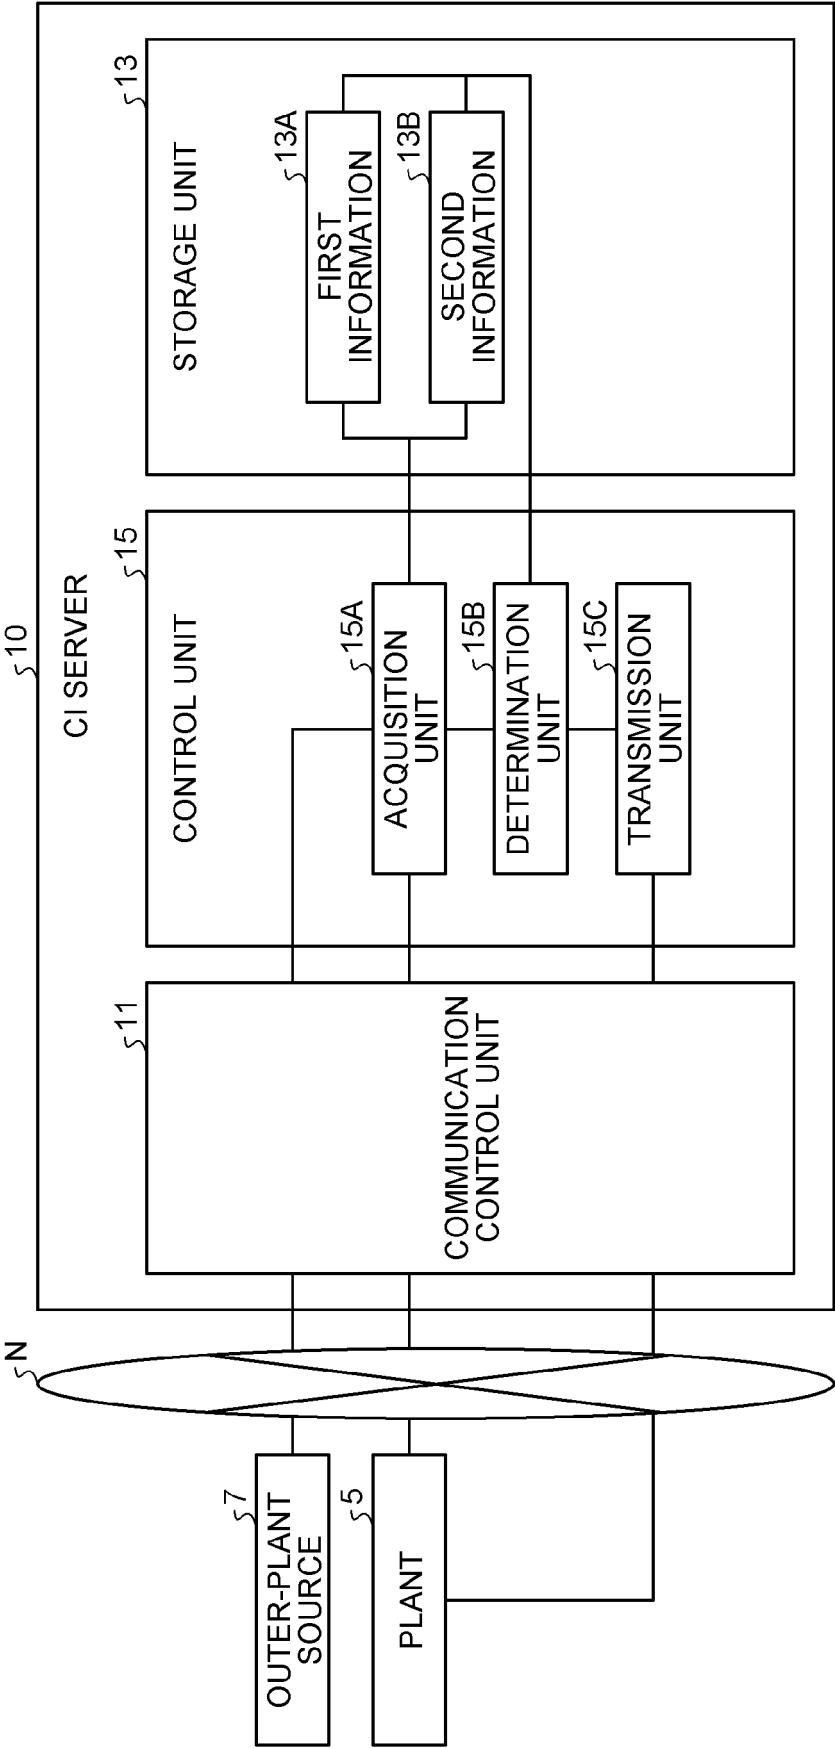 10
CI SERVER
N
7
OUTER-PLANT
SOURCE
5
PLANT
11
COMMUNICATION
CONTROL UNIT
15
CONTROL UNIT
15A
ACQUISITION
UNIT
15B
DETERMINATION
UNIT
15C
TRANSMISSION
UNIT
13
STORAGE UNIT
13A
FIRST
INFORMATION
13B
SECOND
INFORMATION